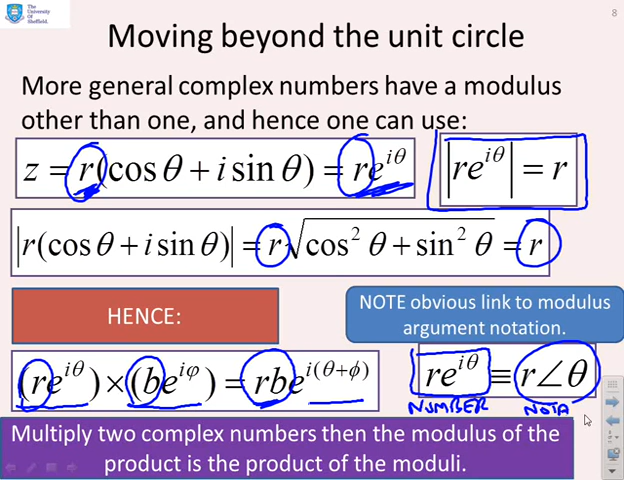 The
University
Of
Sheffield.
8
Moving beyond the unit circle
More general complex numbers have a modulus
other than one, and hence one can use:
z = r(cos θ + i sin θ) = re^{iθ}
|re^{iθ}| = r
|r(cos θ + i sin θ)| = r√(cos² θ + sin² θ) = r
HENCE:
NOTE obvious link to modulus
argument notation.
(re^{iθ})×(be^{iφ}) = rbe^{i(θ+ϕ)}
re^{iθ} ≡ r∠θ
NUMBER NOTA
Multiply two complex numbers then the modulus of the
product is the product of the moduli.